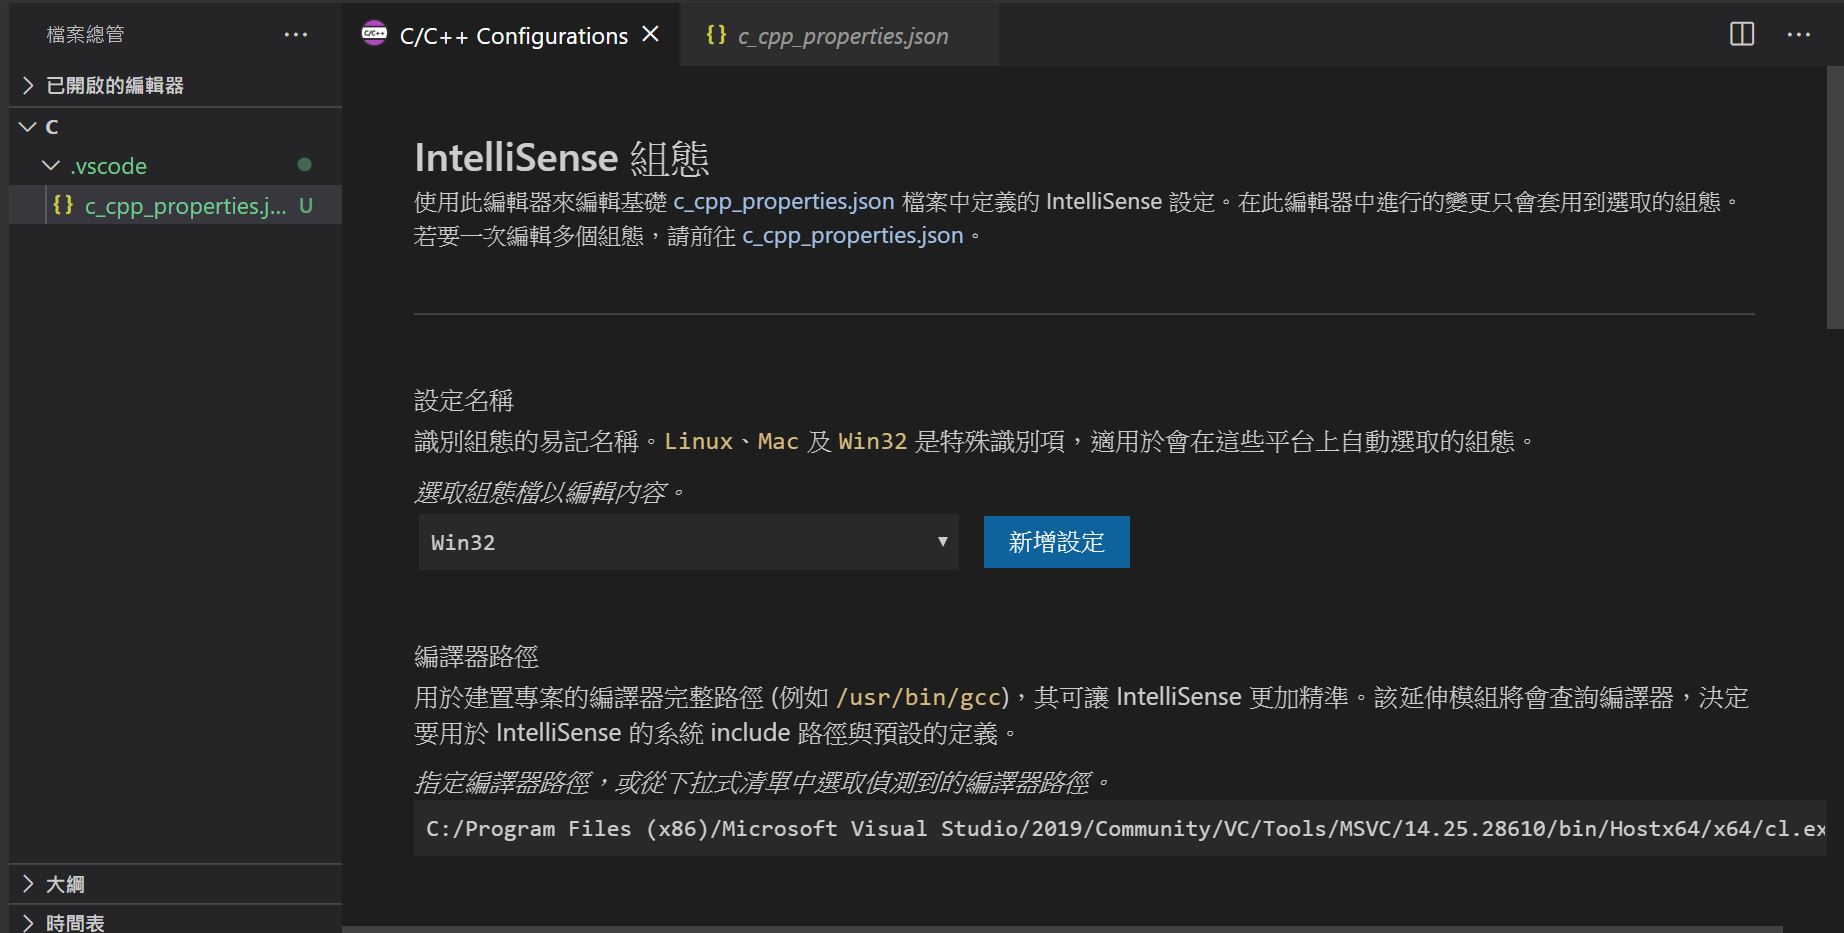 檔案總管
已開啟的編輯器
C
.vscode
c_cpp_properties.j... U
大綱
時間表
C/C++ Configurations
c_cpp_properties.json
IntelliSense 組態
使用此編輯器來編輯基礎 c_cpp_properties.json 檔案中定義的 IntelliSense 設定。在此編輯器中進行的變更只會套用到選取的組態。
若要一次編輯多個組態，請前往 c_cpp_properties.json。
設定名稱
識別組態的易記名稱。Linux、Mac 及 Win32 是特殊識別項，適用於會在這些平台上自動選取的組態。
選取組態檔以編輯內容。
Win32
新增設定
編譯器路徑
用於建置專案的編譯器完整路徑 (例如 /usr/bin/gcc)，其可讓 IntelliSense 更加精準。該延伸模組將會查詢編譯器，決定
要用於 IntelliSense 的系統 include 路徑與預設的定義。
指定編譯器路徑，或從下拉式清單中選取偵測到的編譯器路徑。
C:/Program Files (x86)/Microsoft Visual Studio/2019/Community/VC/Tools/MSVC/14.25.28610/bin/Hostx64/x64/cl.ex